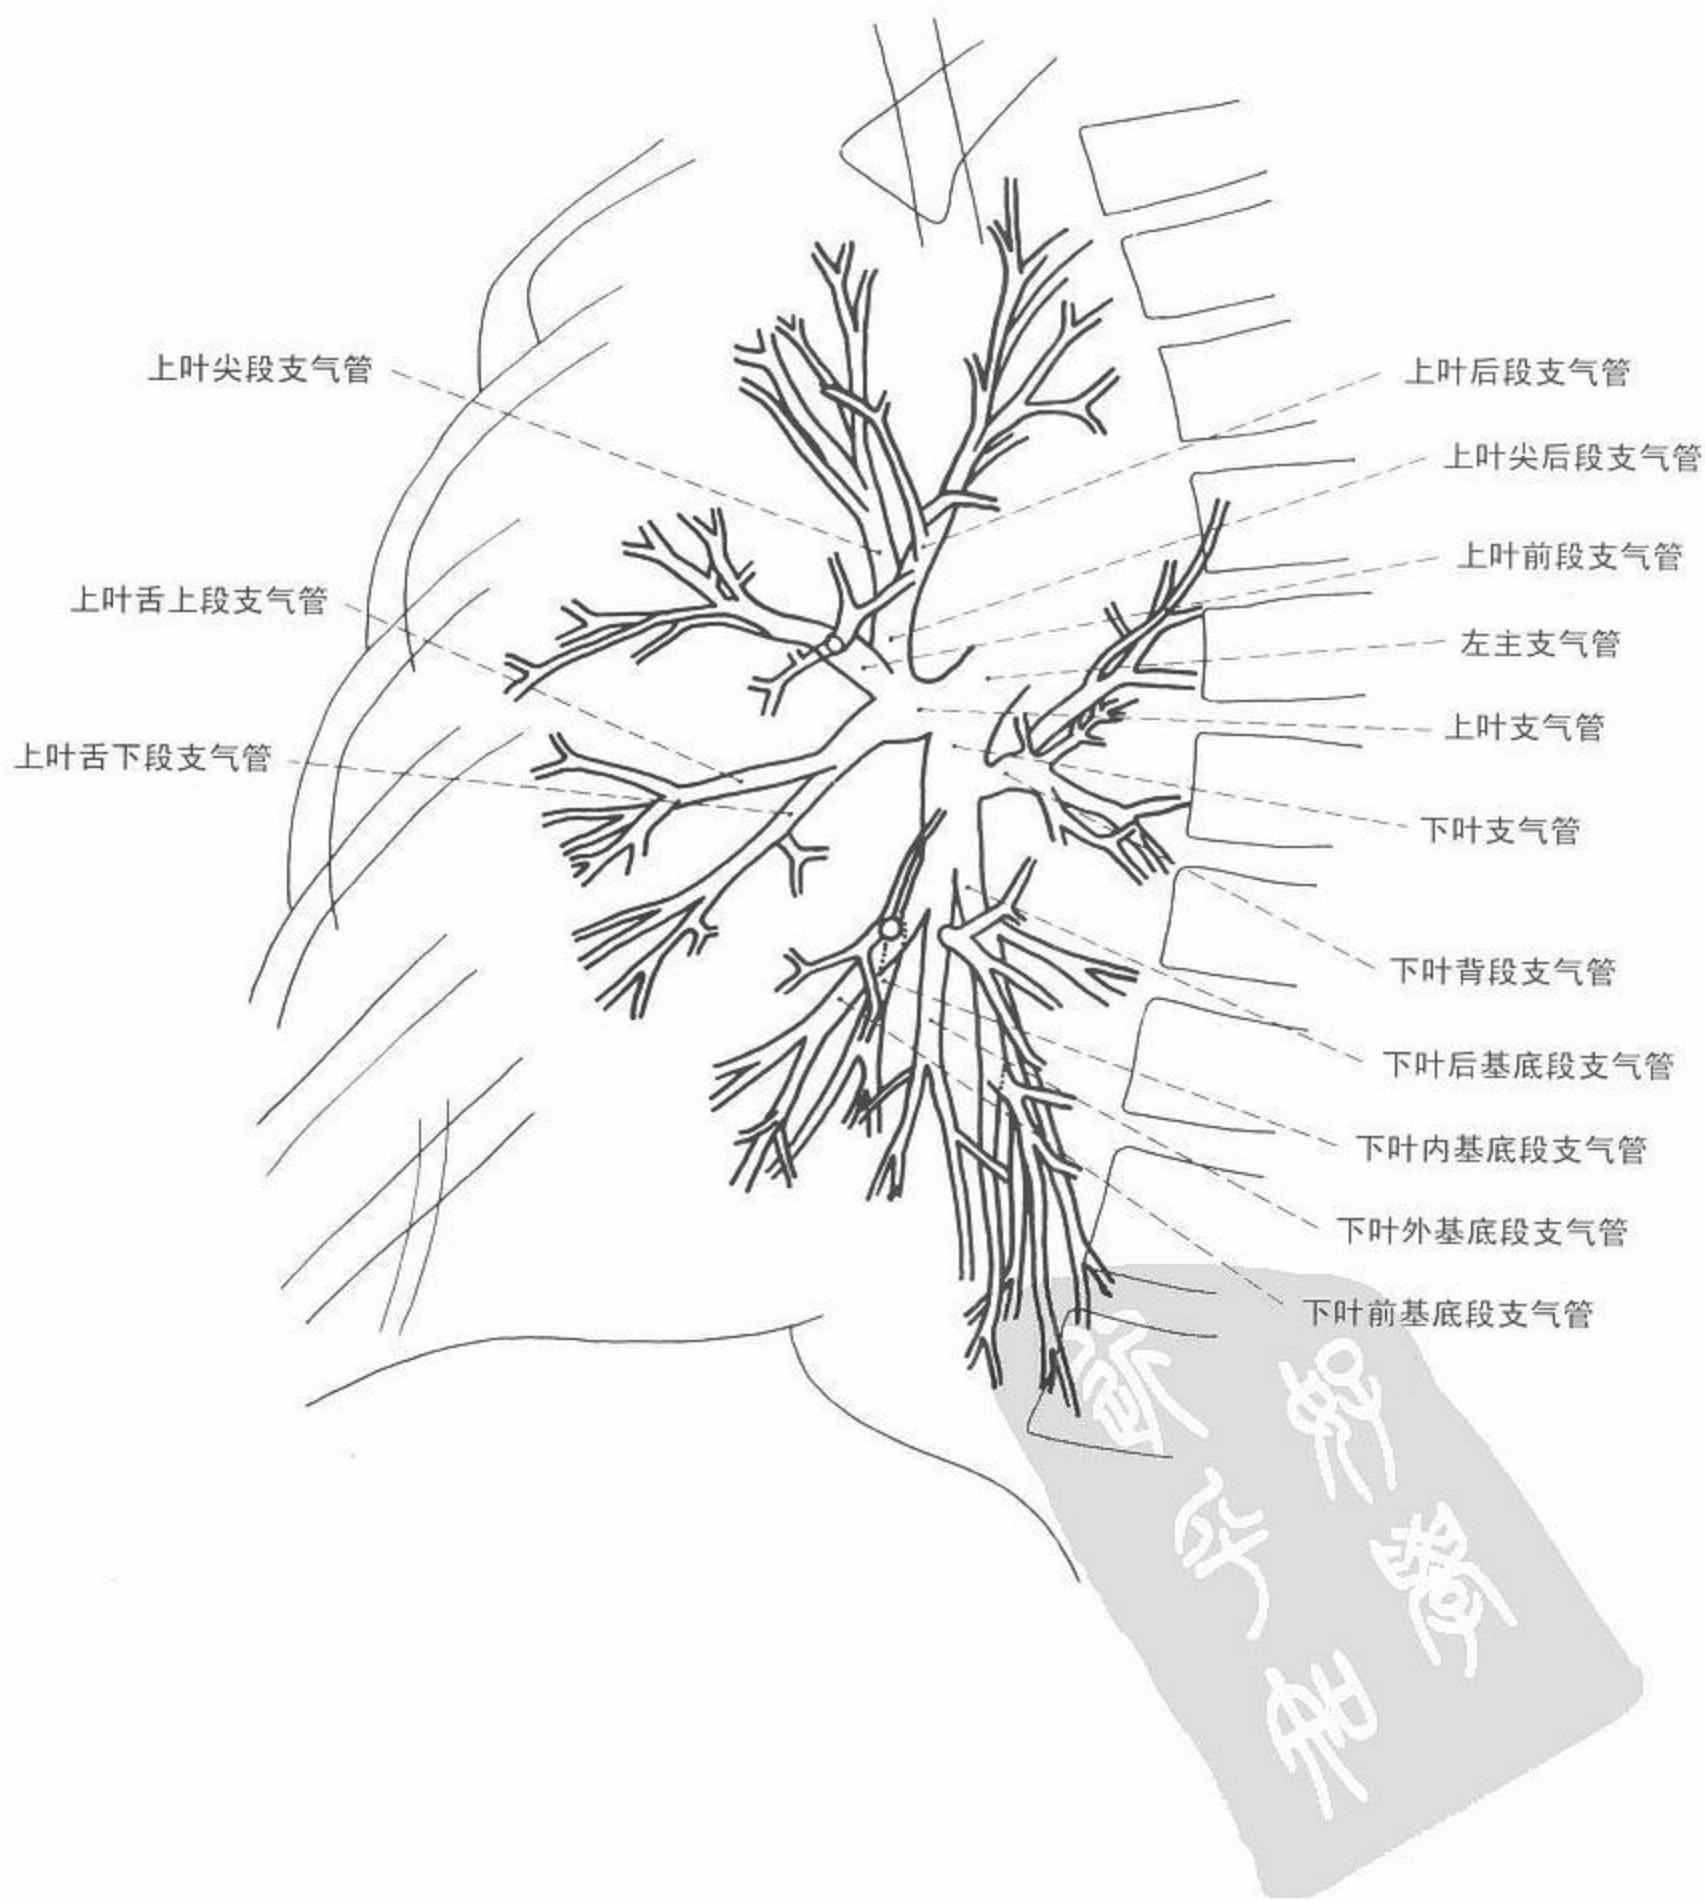 上叶尖段支气管
上叶舌上段支气管
上叶舌下段支气管
上叶后段支气管
上叶尖后段支气管
上叶前段支气管
左主支气管
上叶支气管
下叶支气管
下叶背段支气管
下叶后基底段支气管
下叶内基底段支气管
下叶外基底段支气管
下叶前基底段支气管